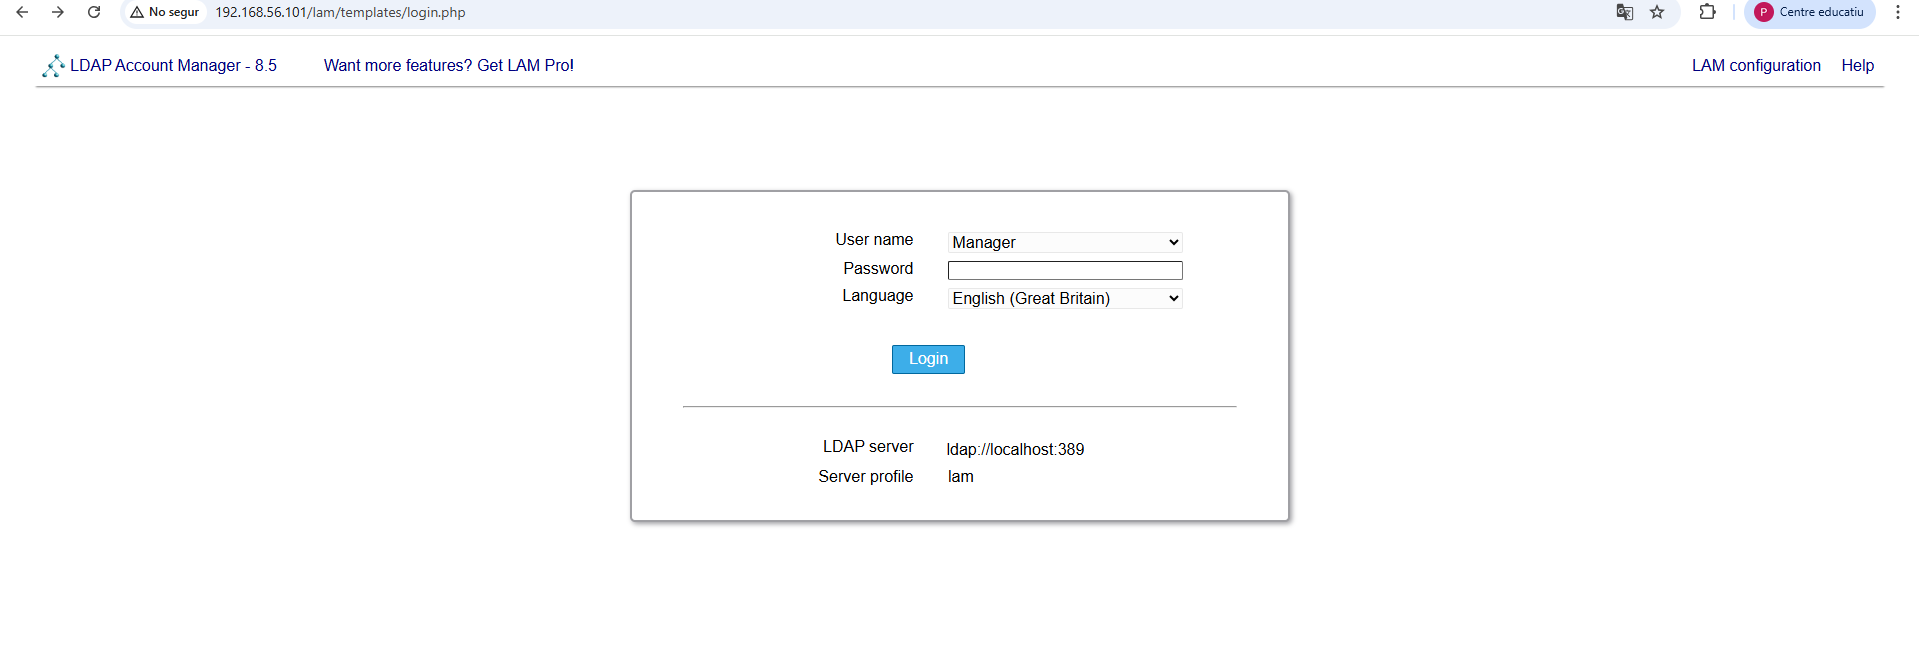 No segur
192.168.56.101/lam/templates/login.php
P
Centre educatiu
LDAP Account Manager - 8.5
Want more features? Get LAM Pro!
LAM configuration
Help
User name
Manager
Password
Language
English (Great Britain)
Login
LDAP server
ldap://localhost:389
Server profile
lam